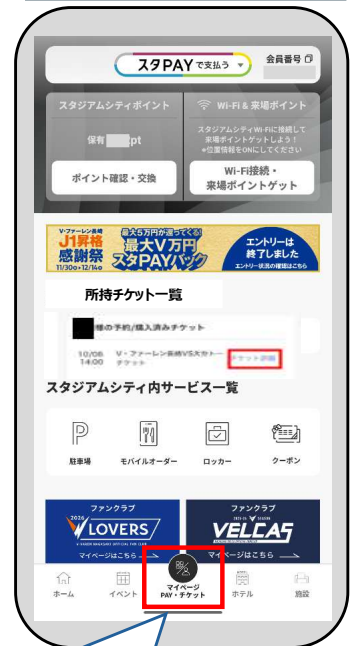 スタPAY で支払う
会員番号
スタジアムシティポイント
保有 pt
ポイント確認・交換
Wi-Fi & 来場ポイント
スタジアムシティWi-Fiに接続して
来場ポイントゲットしよう！
※位置情報をONにしてください
Wi-Fi接続・
来場ポイントゲット
V・ファーレン長崎
J1昇格
感謝祭
11/30●▸12/14●
最大5万円が還ってくる!
最大V万円
スタPAYバック
エントリーは
終了しました
エントリー状況の確認はこちら
所持チケット一覧
様の予約/購入済みチケット
10/06
14:00
V・ファーレン長崎VS大分ト
チケット
チケット詳細
スタジアムシティ内サービス一覧
駐車場
モバイルオーダー
ロッカー
クーポン
ファンクラブ
2026
LOVERS
マイページはこちら
ファンクラブ
VELCAS
マイページはこちら
ホーム
イベント
マイページ
PAY・チケット
ホテル
施設